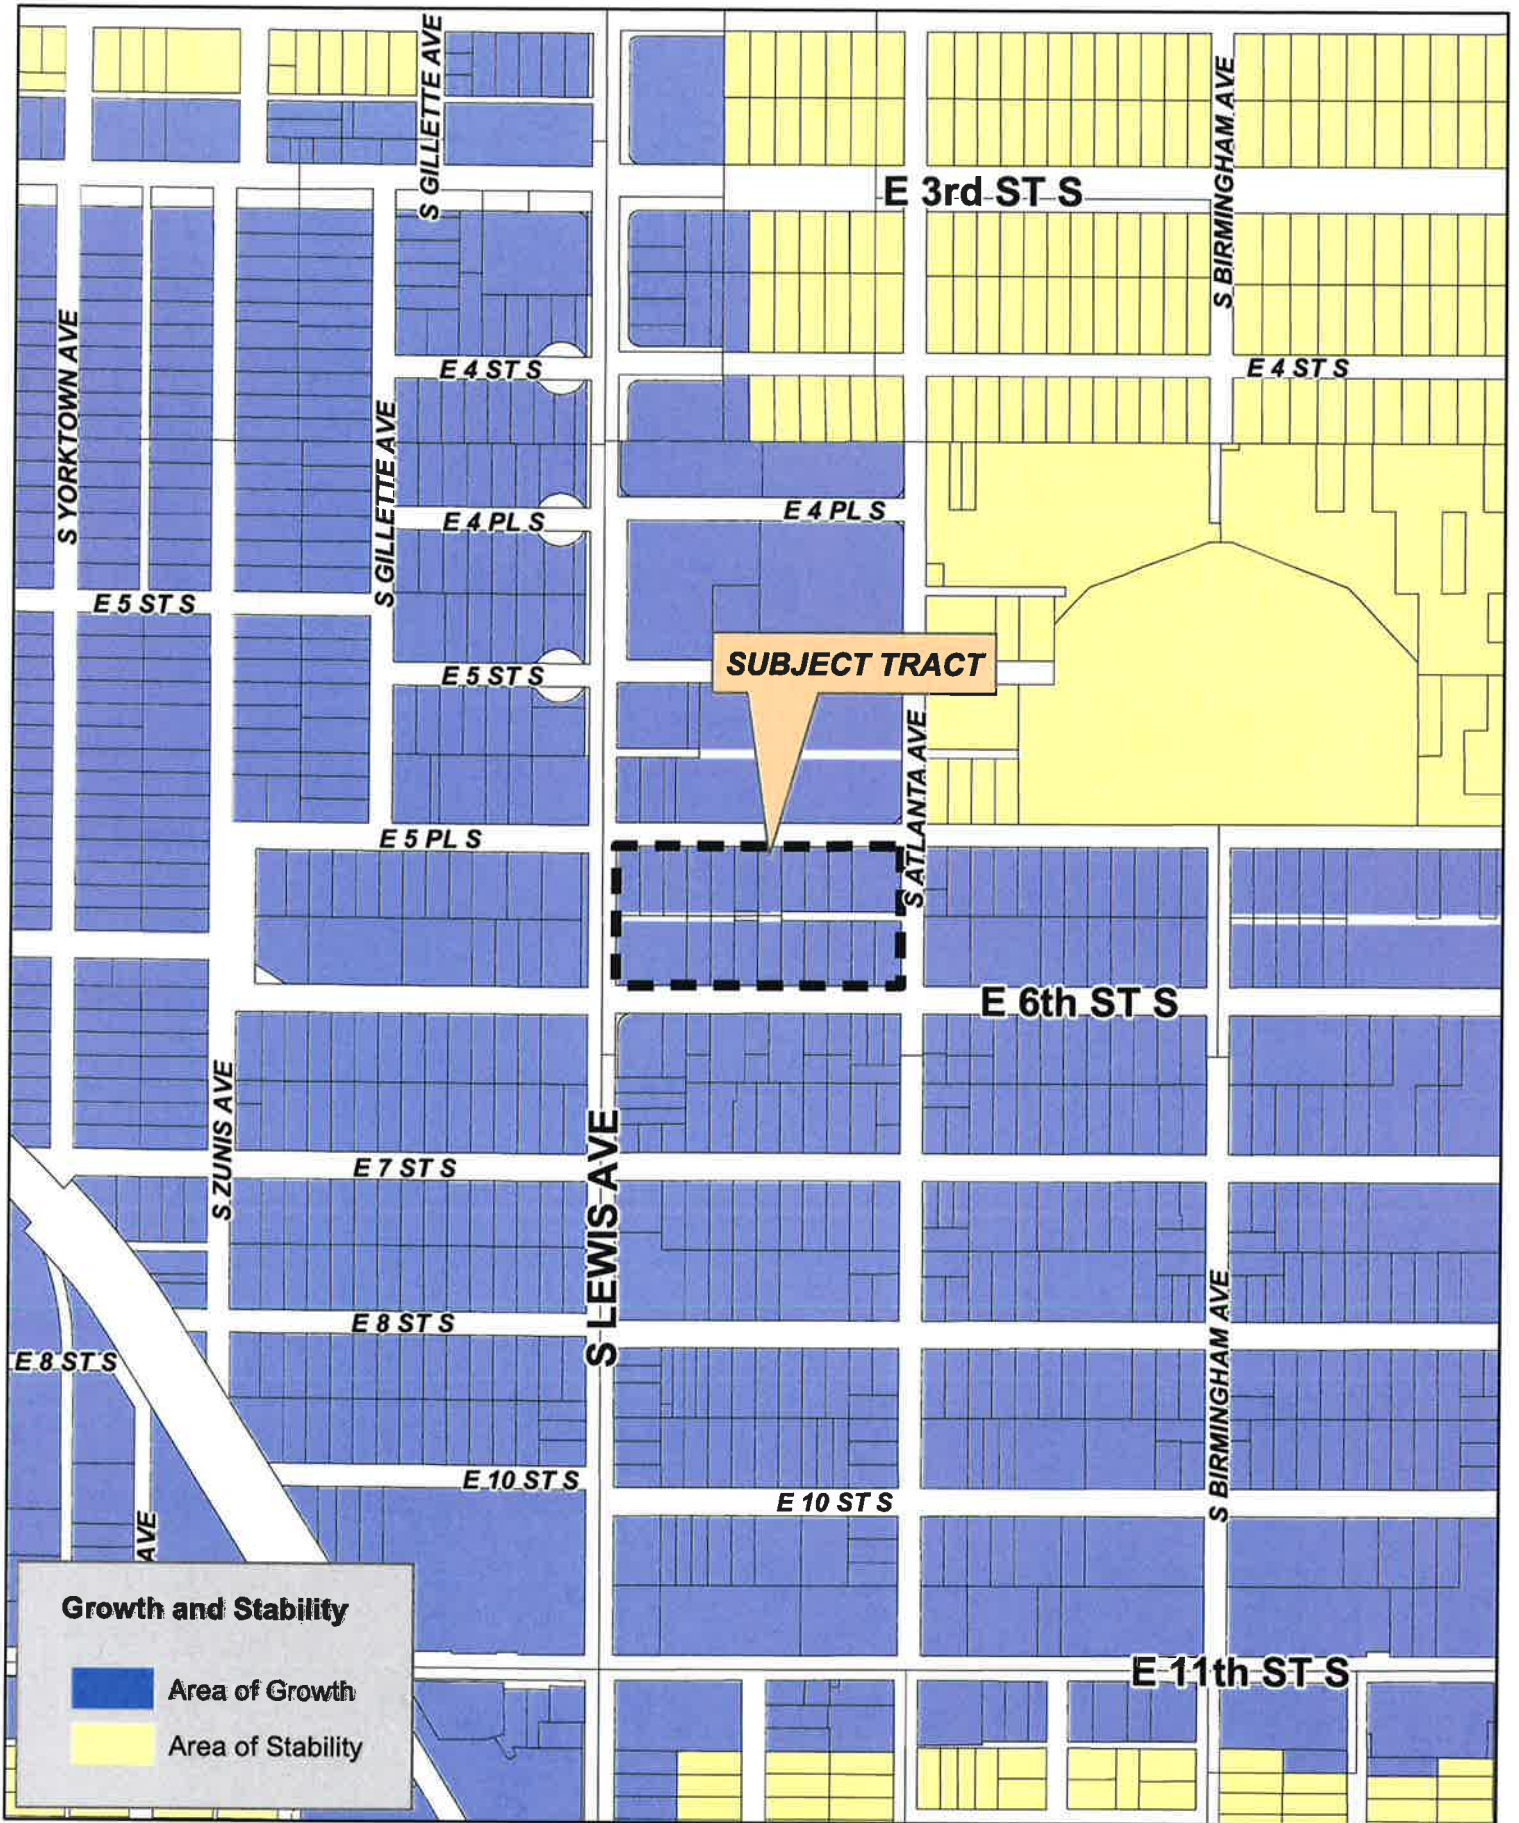 S GILLETTE AVE
S BIRMINGHAM AVE
E 3rd ST S
S YORKTOWN AVE
E 4 ST S
E 4 ST S
S GILLETTE AVE
E 4 PL S
E 4 PL S
E 5 ST S
SUBJECT TRACT
E 5 ST S
S ATLANTA AVE
E 5 PL S
E 6th ST S
S ZUNIS AVE
S LEWIS AVE
E 7 ST S
E 8 ST S
E 8 ST S
S BIRMINGHAM AVE
E 10 ST S
E 10 ST S
AVE
Growth and Stability
Area of Growth
Area of Stability
E 11th ST S